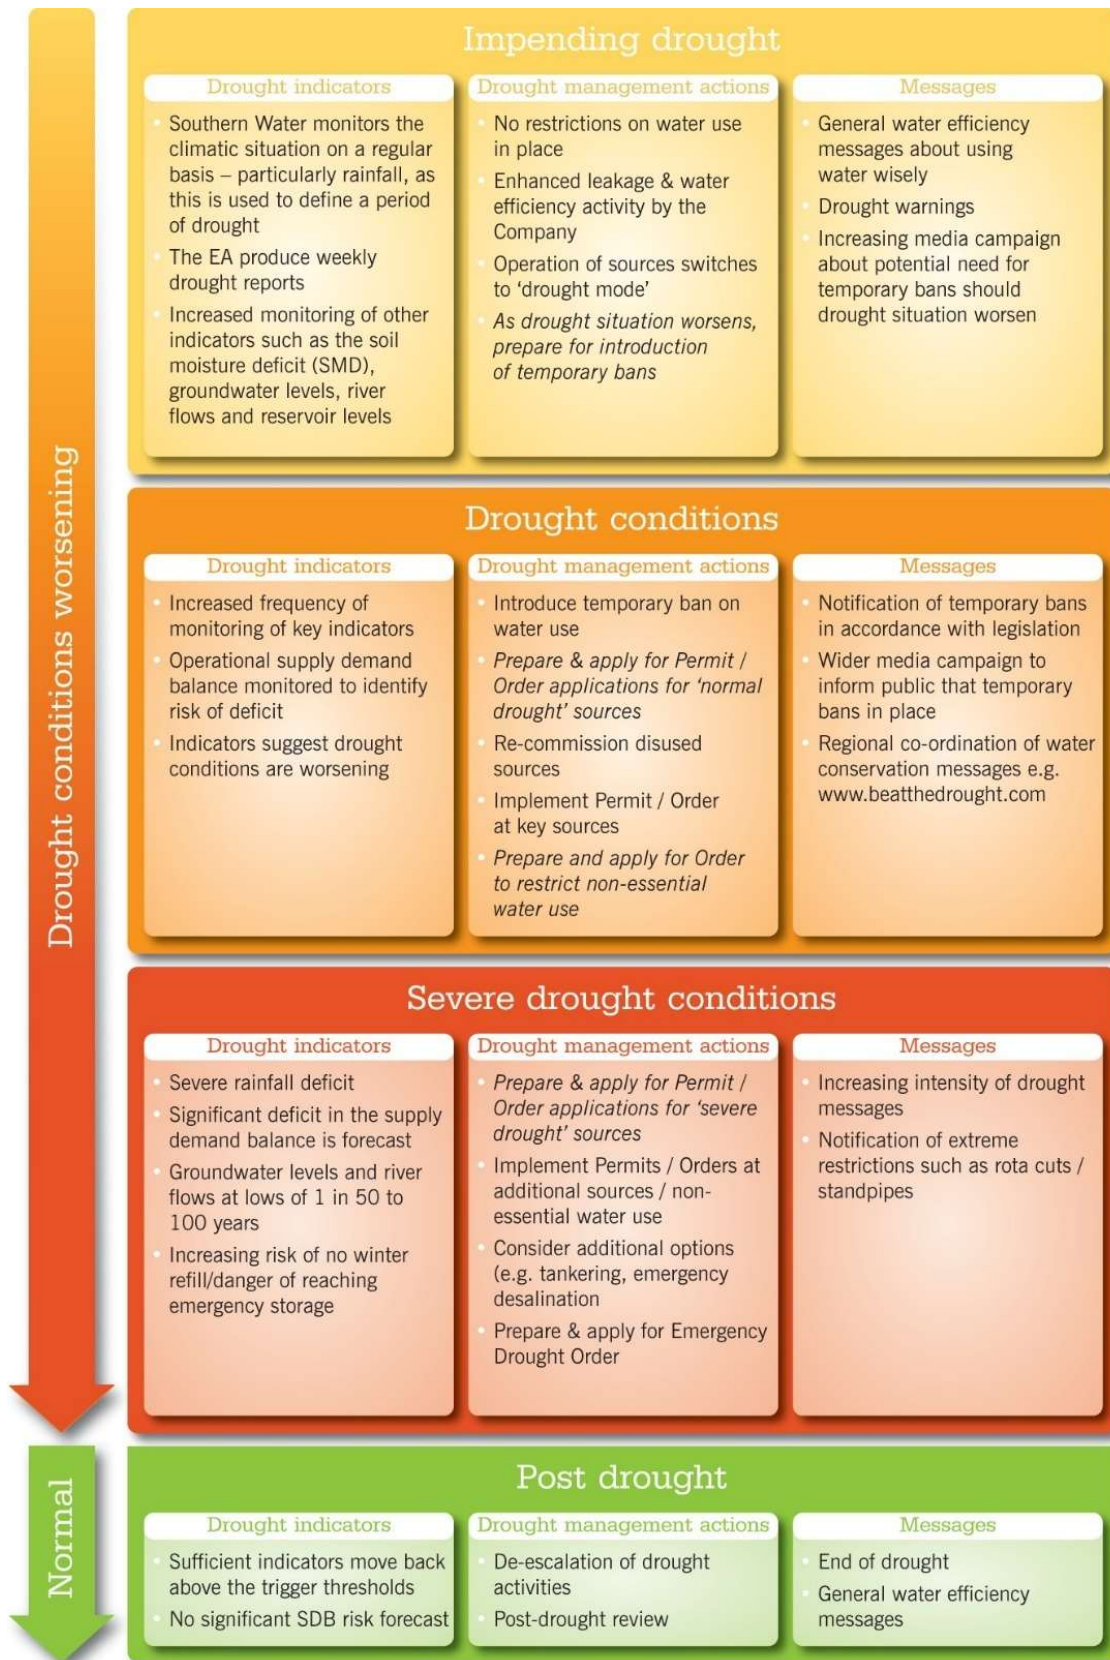 Drought conditions worsening
Impending drought
Drought indicators
• Southern Water monitors the
climatic situation on a regular
basis – particularly rainfall, as
this is used to define a period
of drought
• The EA produce weekly
drought reports
• Increased monitoring of other
indicators such as the soil
moisture deficit (SMD),
groundwater levels, river
flows and reservoir levels
Drought management actions
• No restrictions on water use
in place
• Enhanced leakage & water
efficiency activity by the
Company
• Operation of sources switches
to ‘drought mode’
• As drought situation worsens,
prepare for introduction
of temporary bans
Messages
• General water efficiency
messages about using
water wisely
• Drought warnings
• Increasing media campaign
about potential need for
temporary bans should
drought situation worsen
Drought conditions
Drought indicators
• Increased frequency of
monitoring of key indicators
• Operational supply demand
balance monitored to identify
risk of deficit
• Indicators suggest drought
conditions are worsening
Drought management actions
• Introduce temporary ban on
water use
• Prepare & apply for Permit /
Order applications for ‘normal
drought’ sources
• Re-commission disused
sources
• Implement Permit / Order
at key sources
• Prepare and apply for Order
to restrict non-essential
water use
Messages
• Notification of temporary bans
in accordance with legislation
• Wider media campaign to
inform public that temporary
bans in place
• Regional co-ordination of water
conservation messages e.g.
www.beatthedrought.com
Severe drought conditions
Drought indicators
• Severe rainfall deficit
• Significant deficit in the supply
demand balance is forecast
• Groundwater levels and river
flows at lows of 1 in 50 to
100 years
• Increasing risk of no winter
refill/danger of reaching
emergency storage
Drought management actions
• Prepare & apply for Permit /
Order applications for ‘severe
drought’ sources
• Implement Permits / Orders at
additional sources / non-
essential water use
• Consider additional options
(e.g. tankering, emergency
desalination
• Prepare & apply for Emergency
Drought Order
Messages
• Increasing intensity of drought
messages
• Notification of extreme
restrictions such as rota cuts /
standpipes
Normal
Post drought
Drought indicators
• Sufficient indicators move back
above the trigger thresholds
• No significant SDB risk forecast
Drought management actions
• De-escalation of drought
activities
• Post-drought review
Messages
• End of drought
• General water efficiency
messages